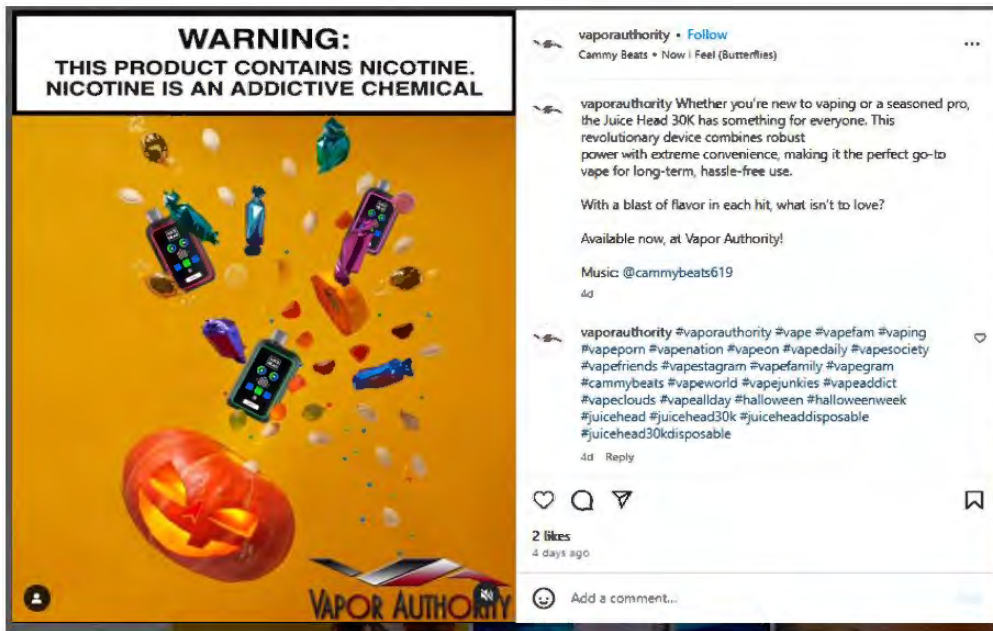 WARNING:
THIS PRODUCT CONTAINS NICOTINE.
NICOTINE IS AN ADDICTIVE CHEMICAL
VAPOR AUTHORITY
vaporauthority • Follow
Cammy Beats • Now I Feel (Butterflies)
vaporauthority Whether you're new to vaping or a seasoned pro,
the Juice Head 30K has something for everyone. This
revolutionary device combines robust
power with extreme convenience, making it the perfect go-to
vape for long-term, hassle-free use.
With a blast of flavor in each hit, what isn't to love?
Available now, at Vapor Authority!
Music: @cammybeats619
4d
vaporauthority #vaporauthority #vape #vapefam #vaping
#vapeporn #vapenation #vapeon #vapedaily #vapesociety
#vapefriends #vapestagram #vapefamily #vapegram
#cammybeats #vapeworld #vapejunkies #vapeaddict
#vapeclouds #vapeallday #halloween #halloweenweek
#juicehead #juicehead30k #juiceheaddisposable
#juicehead30kdisposable
4d Reply
2 likes
4 days ago
Add a comment...